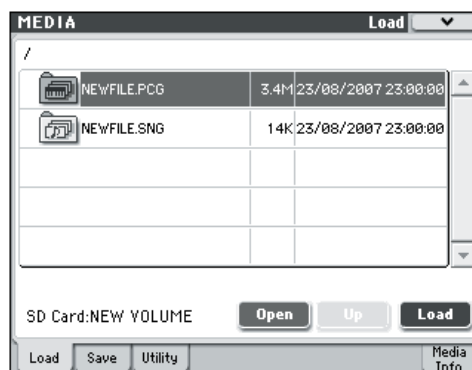 MEDIA Load
/
NEWFILE.PCG 3.4M 23/08/2007 23:00:00
NEWFILE.SNG 14K 23/08/2007 23:00:00
SD Card:NEW VOLUME Open Up Load
Load Save Utility Media Info